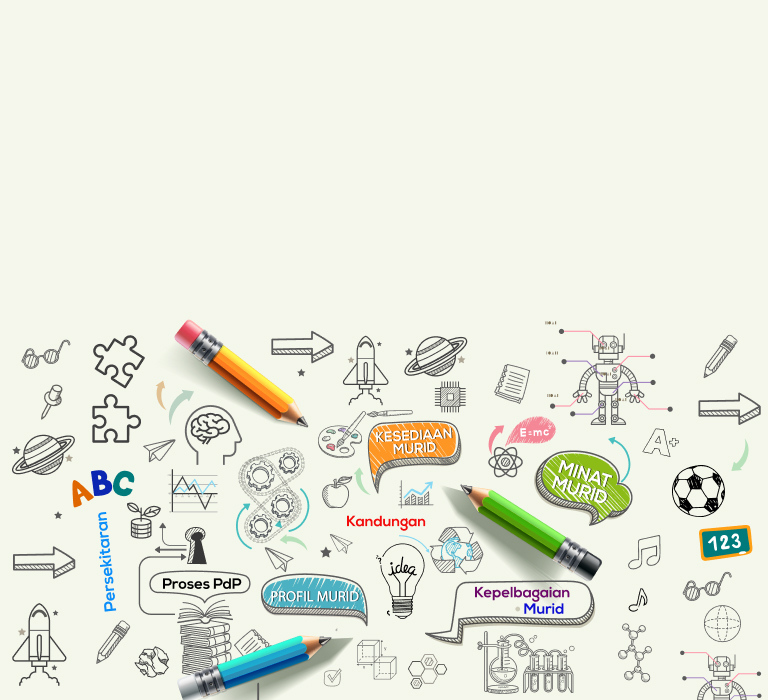 KESEDIAAN
MURID
E=mc
A+
MINAT
MURID
ABC
Kandungan
Persekitaran
123
idea
Proses PdP
PROFIL MURID
Kepelbagaian
Murid